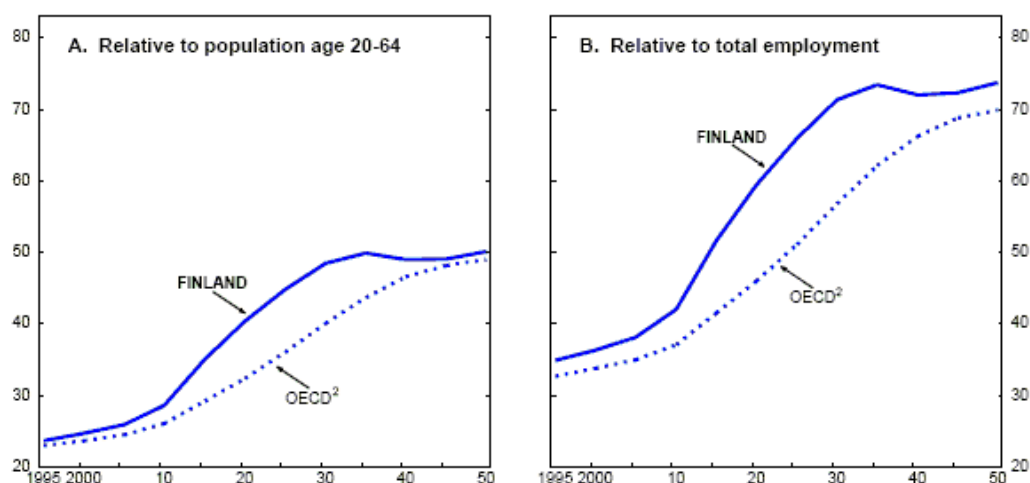 A. Relative to population age 20-64
80
70
60
50
40
30
20
FINLAND
OECD²
1995 2000 10 20 30 40 50
B. Relative to total employment
80
70
60
50
40
30
20
FINLAND
OECD²
1995 2000 10 20 30 40 50